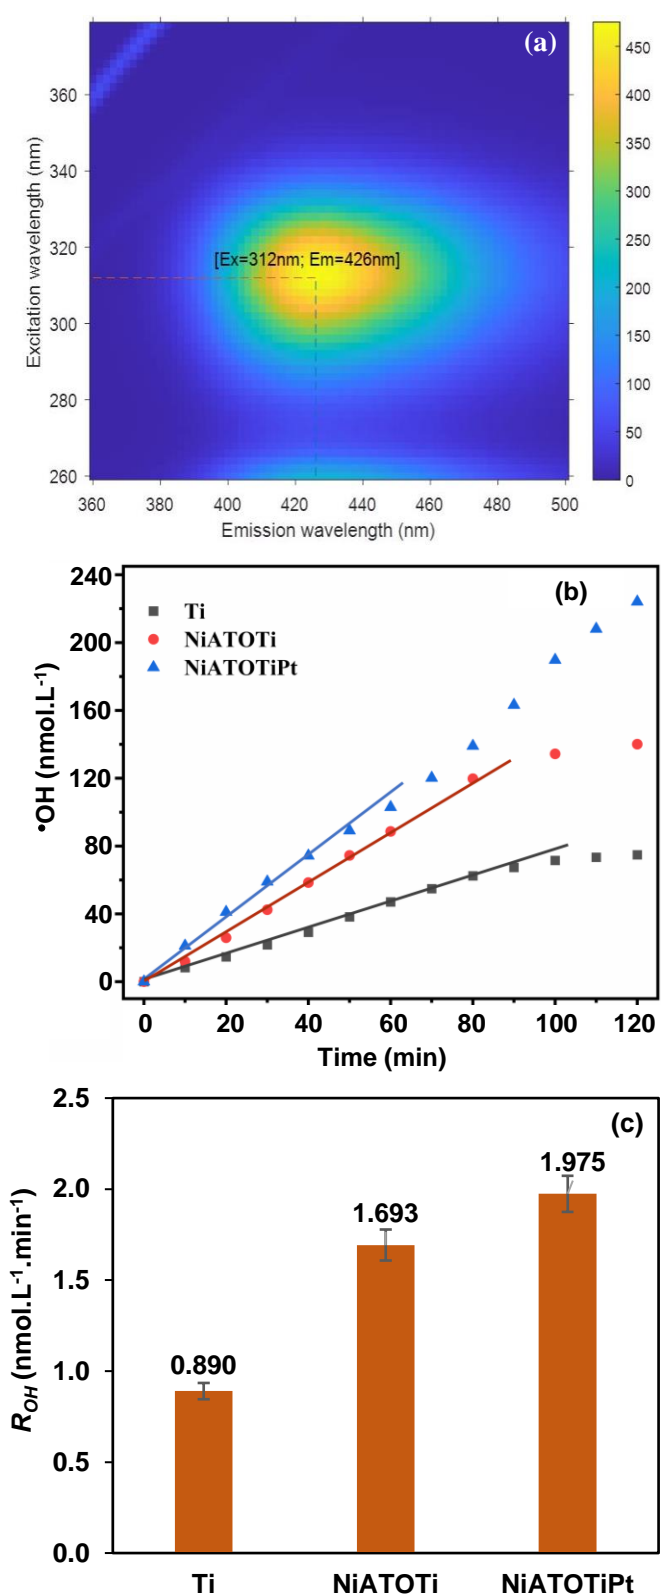 (a)
450
400
350
300
250
200
150
100
50
0
Excitation wavelength (nm)
360
340
320
300
280
260
[Ex=312nm; Em=426nm]
360 380 400 420 440 460 480 500
Emission wavelength (nm)
(b)
•OH (nmol.L-1)
240
200
160
120
80
40
0
Ti
NiATOTi
NiATOTiPt
0 20 40 60 80 100 120
Time (min)
(c)
ROH (nmol.L-1.min-1)
2.5
2.0
1.5
1.0
0.5
0.0
0.890
1.693
1.975
Ti NiATOTi NiATOTiPt